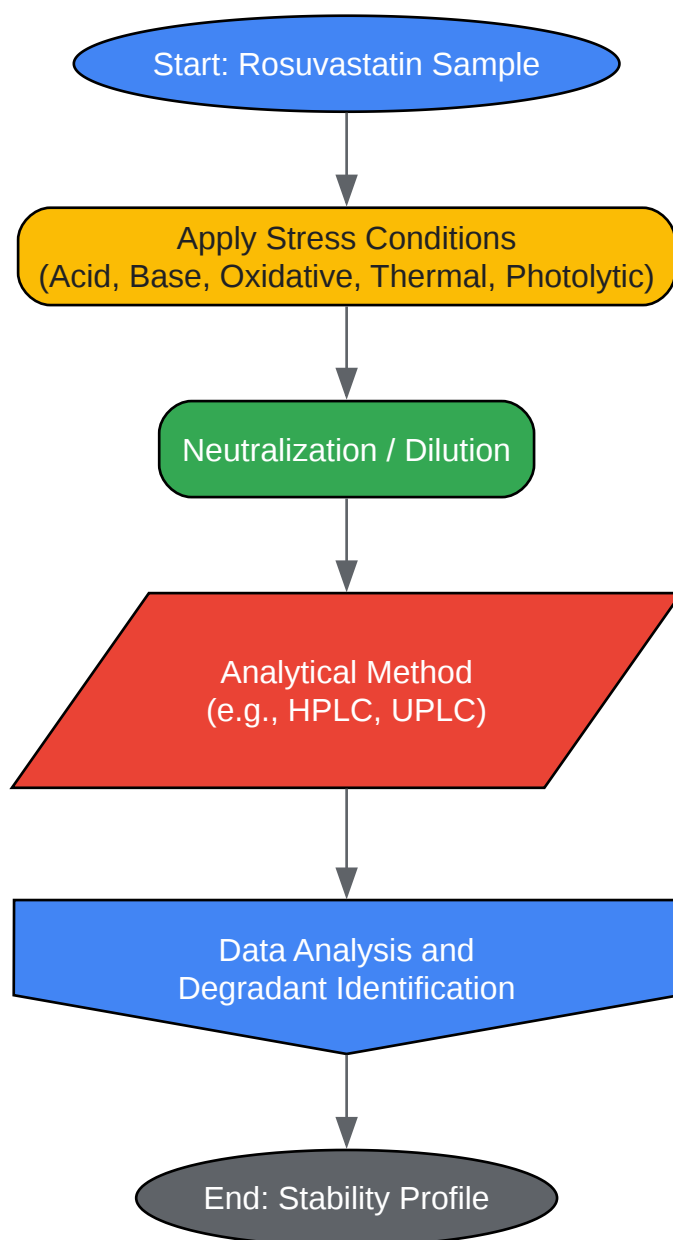 Start: Rosuvastatin Sample
Apply Stress Conditions
(Acid, Base, Oxidative, Thermal, Photolytic)
Neutralization / Dilution
Analytical Method
(e.g., HPLC, UPLC)
Data Analysis and
Degradant Identification
End: Stability Profile